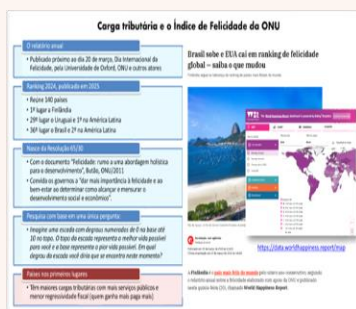 Carga tributária e o Índice de Felicidade da ONU
O relatório anual
• Publicado próximo ao dia 20 de março, Dia Internacional da
Felicidade, pela Universidade de Oxford, ONU e outros atores
Ranking 2024, publicado em 2025
• Reúne 140 países
• 1º lugar a Finlândia
• 29º lugar o Uruguai e 1º na América Latina
• 36º lugar o Brasil e 2º na América Latina
Nasce da Resolução 65/30
• Com o documento "Felicidade: rumo a uma abordagem holística
para o desenvolvimento", Butão, ONU/2011
• Convida os governos a "dar mais importância à felicidade e ao
bem-estar ao determinar como alcançar e mensurar o
desenvolvimento social e econômico".
Pesquisa com base em uma única pergunta:
• Imagine uma escada com degraus numerados de 0 na base até
10 no topo. O topo da escada representa a melhor vida possível
para você e a base representa a pior vida possível. Em qual
degrau da escada você diria que se encontra neste momento?
Países nos primeiros lugares
• Têm maiores cargas tributárias com mais serviços públicos e
menor regressividade fiscal (quem ganha mais paga mais)
Brasil sobe e EUA cai em ranking de felicidade
global – saiba o que mudou
https://data.worldhappiness.report/map